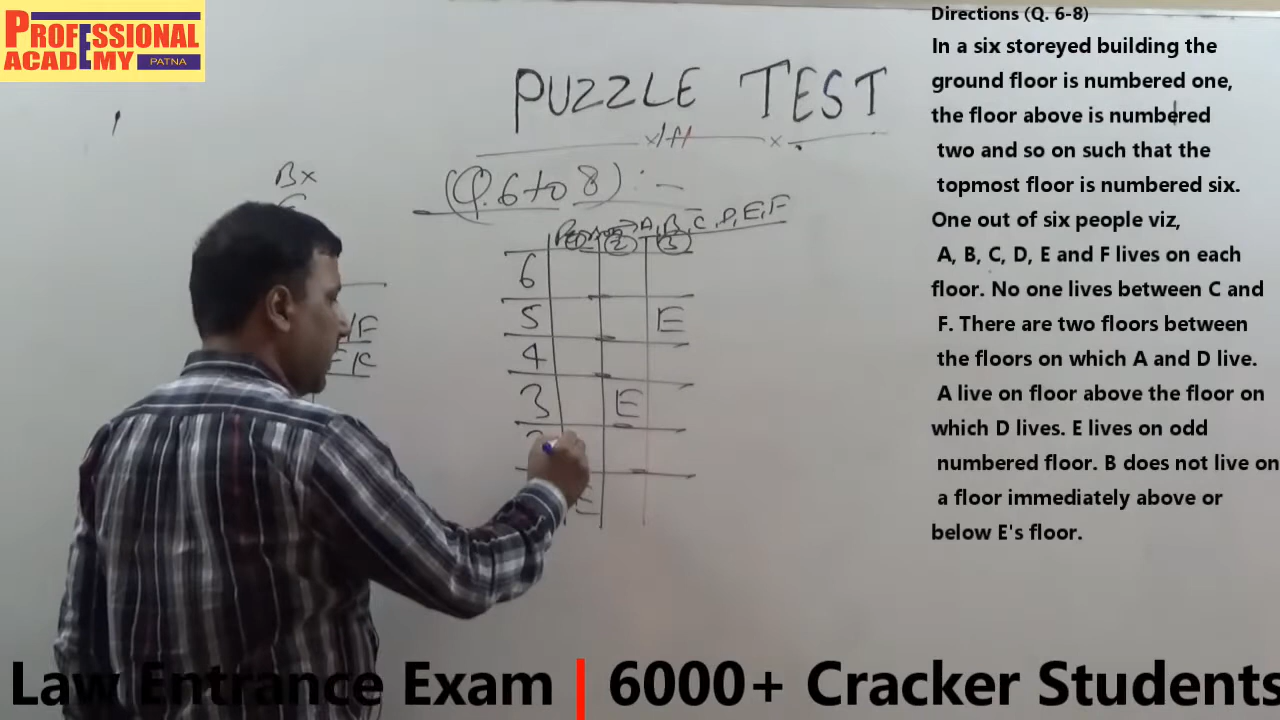 PROFESSIONAL
ACADEMY PATNA
PUZZLE TEST
(Q.6 to 8) : -
A, B, C, D, E, F
Bx
6
5 E
4
3 E
E
Directions (Q. 6-8)
In a six storeyed building the
ground floor is numbered one,
the floor above is numbered
two and so on such that the
topmost floor is numbered six.
One out of six people viz,
A, B, C, D, E and F lives on each
floor. No one lives between C and
F. There are two floors between
the floors on which A and D live.
A live on floor above the floor on
which D lives. E lives on odd
numbered floor. B does not live on
a floor immediately above or
below E's floor.
Law Entrance Exam | 6000+ Cracker Students